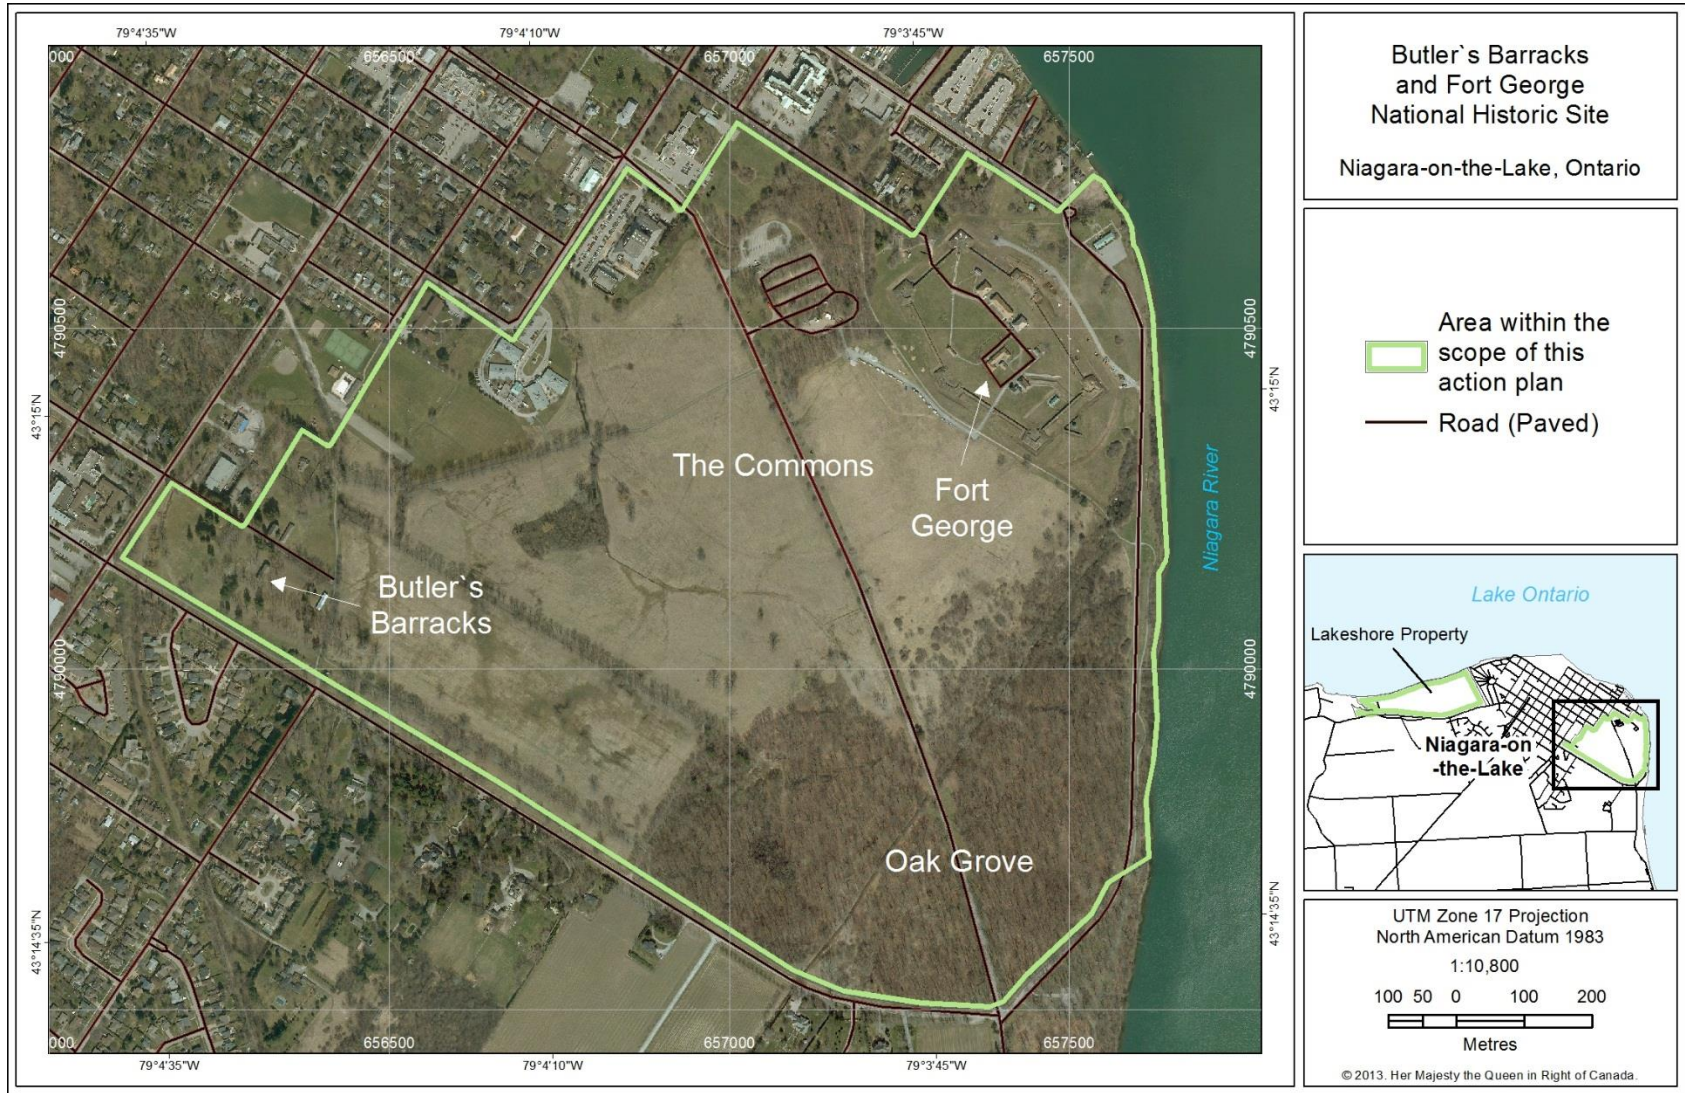 79°4'35"W
79°4'10"W
79°3'45"W
000
656500
657000
657500
4790500
4790500
43°15'N
43°15'N
The Commons
Fort
George
Niagara River
Butler`s
Barracks
4790000
4790000
Oak Grove
43°14'35"N
43°14'35"N
000
656500
657000
657500
79°4'35"W
79°4'10"W
79°3'45"W
Butler`s Barracks
and Fort George
National Historic Site
Niagara-on-the-Lake, Ontario
Area within the
scope of this
action plan
Road (Paved)
Lake Ontario
Lakeshore Property
Niagara-on
-the-Lake
UTM Zone 17 Projection
North American Datum 1983
1:10,800
100 50 0 100 200
Metres
© 2013. Her Majesty the Queen in Right of Canada.